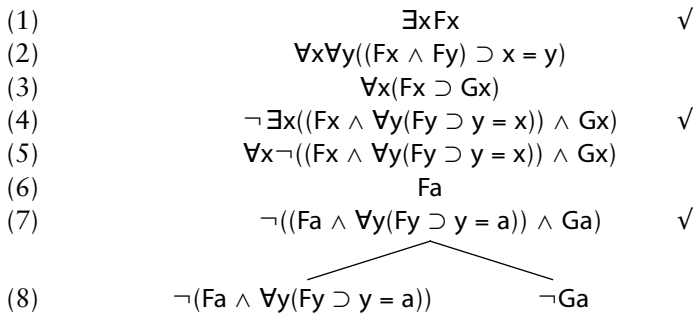 (1) ∃xFx √
(2) ∀x∀y((Fx ∧ Fy) ⊃ x = y)
(3) ∀x(Fx ⊃ Gx)
(4) ¬∃x((Fx ∧ ∀y(Fy ⊃ y = x)) ∧ Gx) √
(5) ∀x¬((Fx ∧ ∀y(Fy ⊃ y = x)) ∧ Gx)
(6) Fa
(7) ¬((Fa ∧ ∀y(Fy ⊃ y = a)) ∧ Ga) √
(8) ¬(Fa ∧ ∀y(Fy ⊃ y = a)) ¬Ga